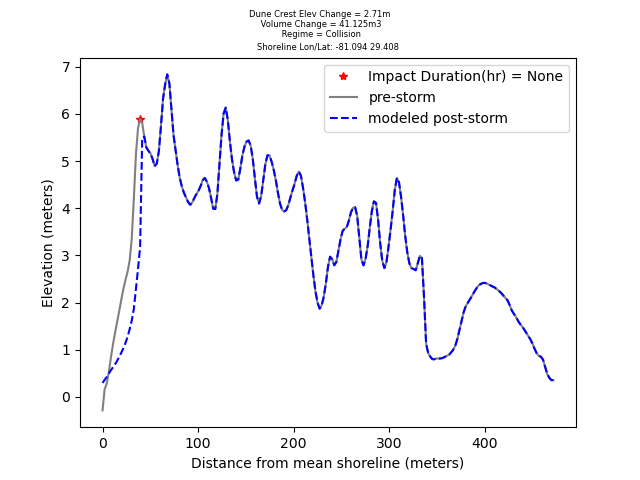 Dune Crest Elev Change = 2.71m
Volume Change = 41.125m3
Regime = Collision
Shoreline Lon/Lat: -81.094 29.408
Impact Duration(hr) = None
pre-storm
modeled post-storm
7
6
5
4
3
2
1
0
Elevation (meters)
0 100 200 300 400
Distance from mean shoreline (meters)